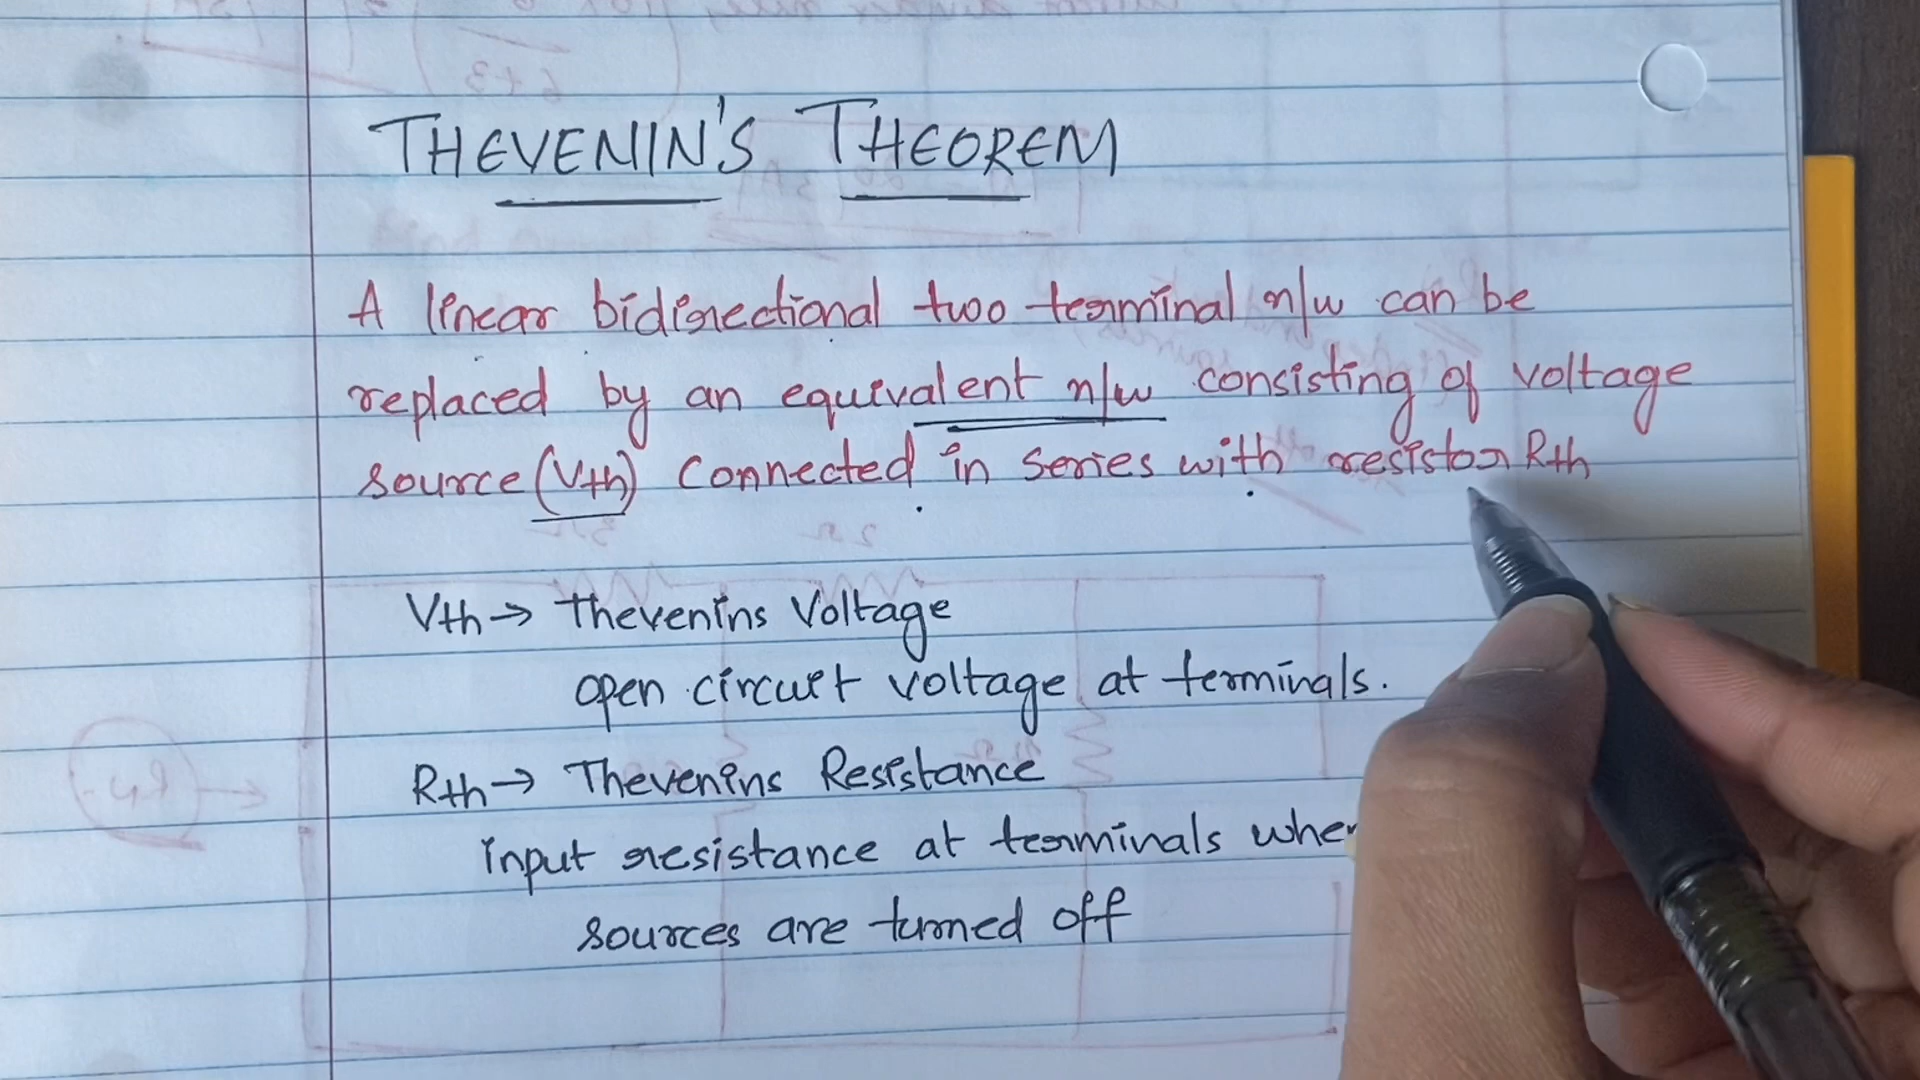 THEVENIN'S THEOREM
A linear bidirectional two terminal n/w can be
replaced by an equivalent n/w consisting of voltage
source (Vth) connected in series with resistor Rth
Vth → Thevenins Voltage
open circuit voltage at terminals.
Rth → Thevenins Resistance
input resistance at terminals when
sources are turned off